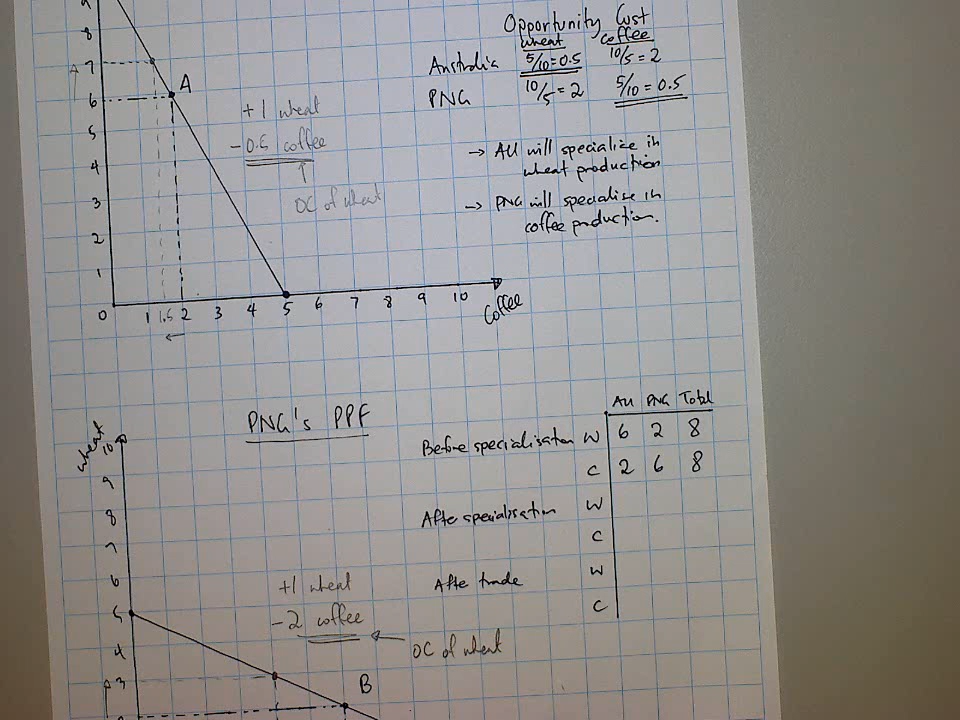 Opportunity Cost
wheat coffee
Australia 5/10=0.5 10/5=2
PNG 10/5=2 5/10=0.5
9
8
7
6
5
4
3
2
1
0 1 1.5 2 3 4 5 6 7 8 9 10
Coffee
A
+1 wheat
-0.5 coffee
OC of wheat
→ AU will specialize in
wheat production
→ PNG will specialise in
coffee production.
PNG's PPF
wheat
10
9
8
7
6
5
4
3
+1 wheat
-2 coffee
OC of wheat
B
AU PNG Total
Before specialisation W 6 2 8
C 2 6 8
After specialisation W
C
After trade W
C